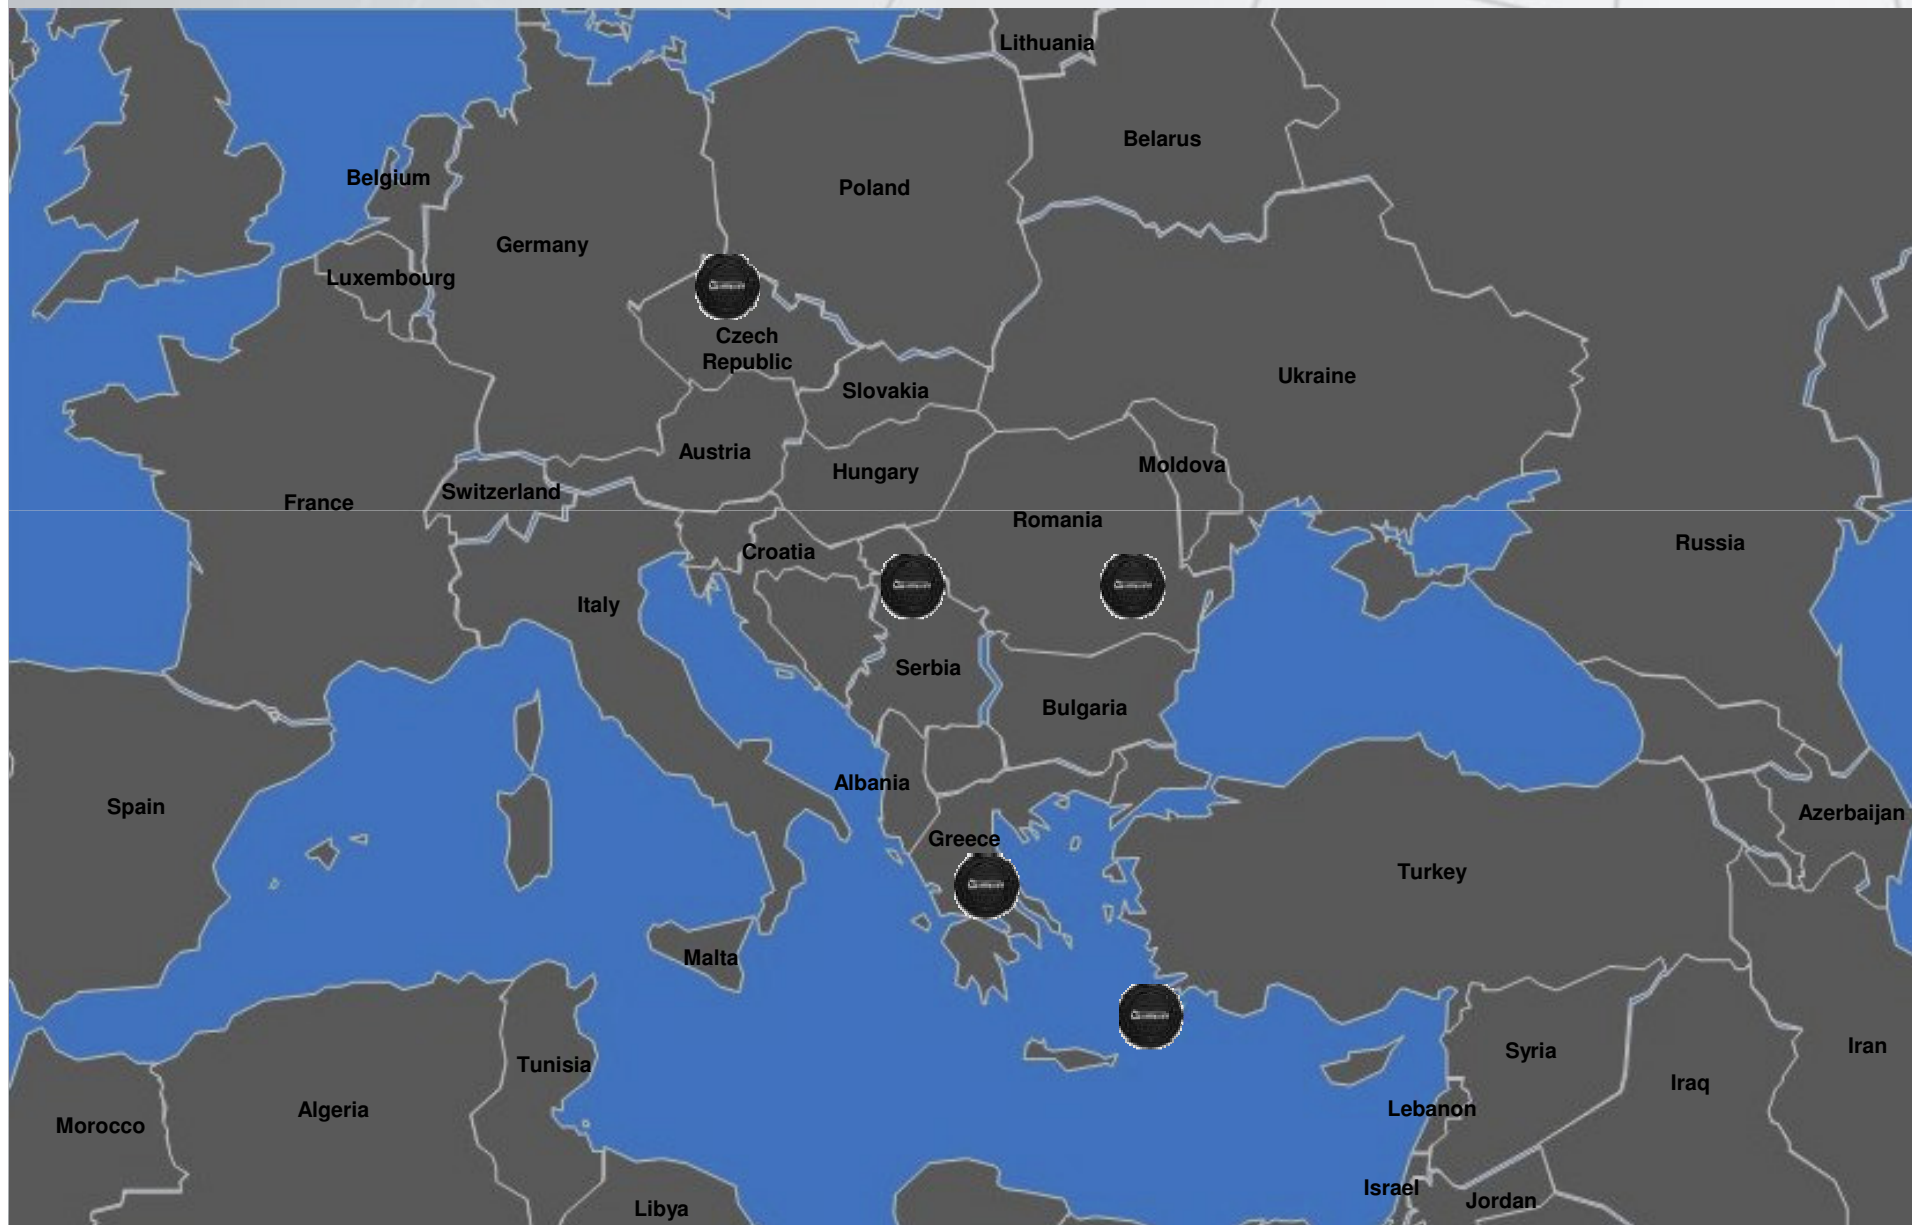 Lithuania
Belarus
Belgium
Poland
Germany
Luxembourg
Czech
Republic
Ukraine
Slovakia
Austria
Hungary
Moldova
Switzerland
France
Romania
Croatia
Russia
Italy
Serbia
Bulgaria
Albania
Spain
Azerbaijan
Greece
Turkey
Malta
Syria
Iran
Tunisia
Iraq
Algeria
Lebanon
Morocco
Israel
Jordan
Libya